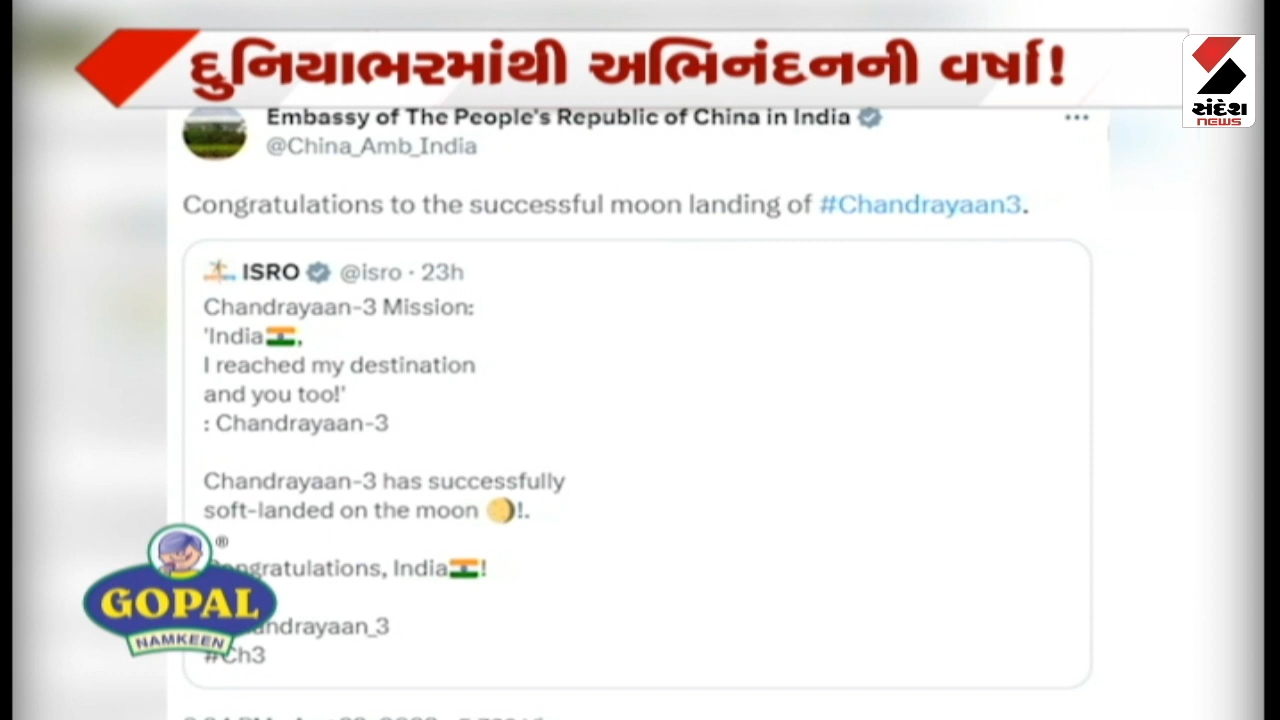 દુનિયાભરમાંથી અભિનંદનની વર્ષા!
સંદેશ
NEWS
Embassy of The People's Republic of China in India
@China_Amb_India
Congratulations to the successful moon landing of #Chandrayaan3.
ISRO @isro · 23h
Chandrayaan-3 Mission:
'India🇮🇳,
I reached my destination
and you too!'
: Chandrayaan-3
Chandrayaan-3 has successfully
soft-landed on the moon 🌖!.
Congratulations, India🇮🇳!
#Ch3
®
GOPAL
NAMKEEN